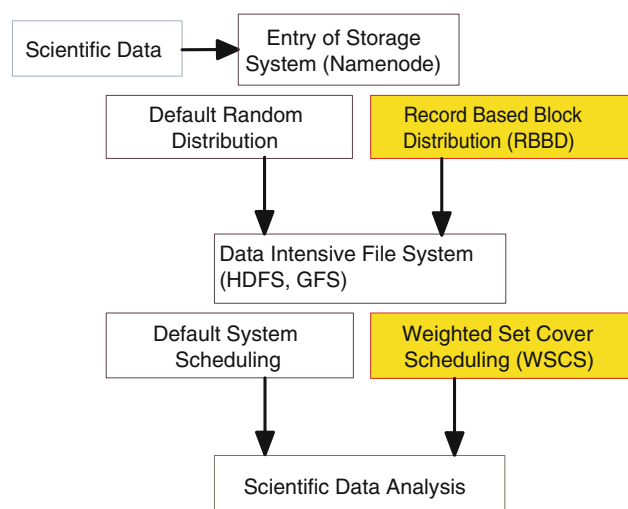 Scientific Data
Entry of Storage
System (Namenode)
Default Random
Distribution
Record Based Block
Distribution (RBBD)
Data Intensive File System
(HDFS, GFS)
Default System
Scheduling
Weighted Set Cover
Scheduling (WSCS)
Scientific Data Analysis